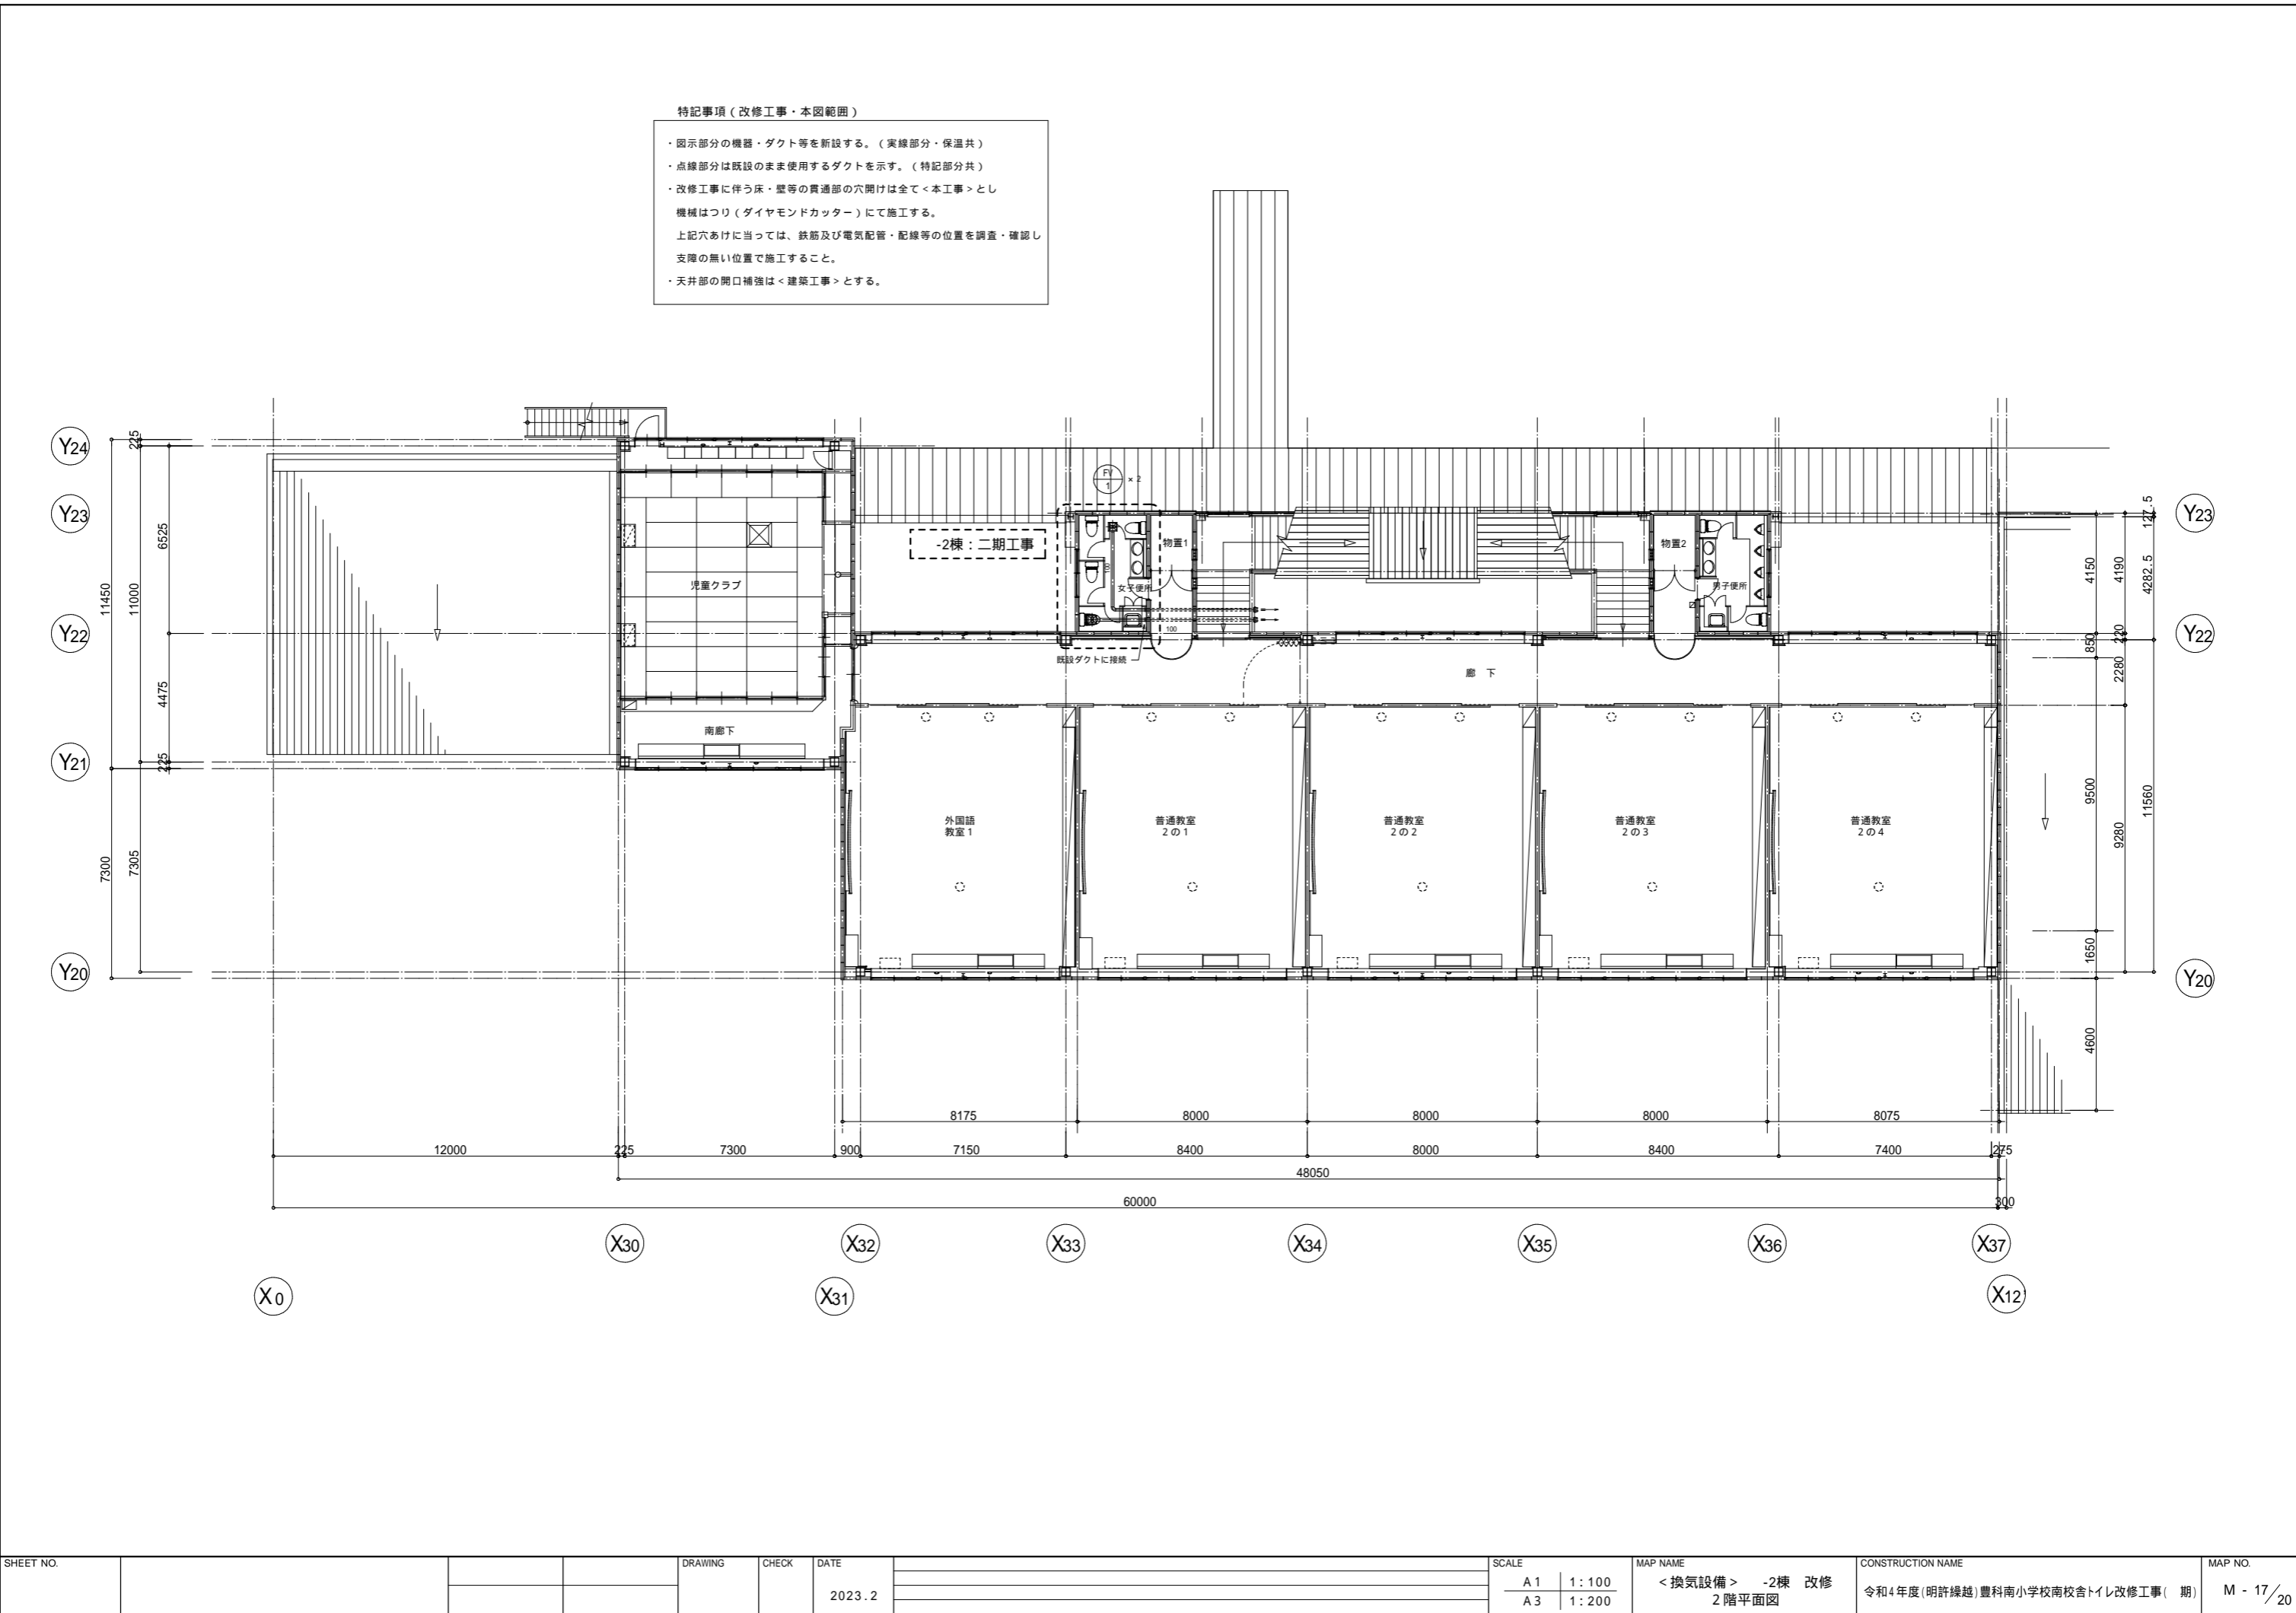 特記事項(改修工事・本図範囲)
・図示部分の機器・ダクト等を新設する。(実線部分・保温共)
・点線部分は既設のまま使用するダクトを示す。(特記部分共)
・改修工事に伴う床・壁等の貫通部の穴開けは全て<本工事>とし
機械はつり(ダイヤモンドカッター)にて施工する。
上記穴あけに当っては、鉄筋及び電気配管・配線等の位置を調査・確認し
支障の無い位置で施工すること。
・天井部の開口補強は<建築工事>とする。
Y24
Y23
Y22
Y21
Y20
225
6525
11450
11000
4475
225
7300
7305
FV
1
×2
-2棟:二期工事
物置1
女子便所
100
100
既設ダクトに接続
物置2
男子便所
児童クラブ
南廊下
廊 下
外国語
教室1
普通教室
2の1
普通教室
2の2
普通教室
2の3
普通教室
2の4
Y23
Y22
Y20
127.5
4150
4190
4282.5
220
850
2280
9500
9280
11560
1650
4600
8175
8000
8000
8000
8075
12000
225
7300
900
7150
8400
8000
8400
7400
275
48050
60000
300
X30
X32
X33
X34
X35
X36
X37
X0
X31
X12'
SHEET NO.
DRAWING
CHECK
DATE
2023.2
SCALE
A1 1:100
A3 1:200
MAP NAME
<換気設備> -2棟 改修
2階平面図
CONSTRUCTION NAME
令和4年度(明許繰越)豊科南小学校南校舎トイレ改修工事( 期)
MAP NO.
M - 17/20